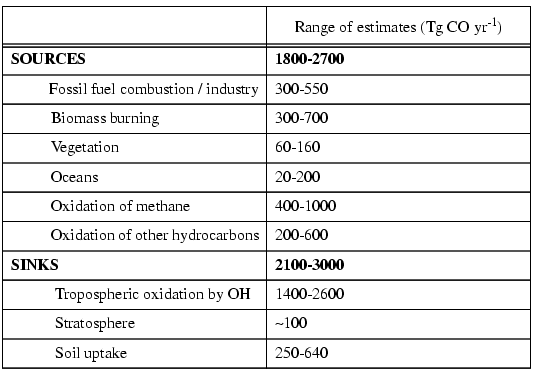 Range of estimates (Tg CO yr-1)
SOURCES 1800-2700
Fossil fuel combustion / industry 300-550
Biomass burning 300-700
Vegetation 60-160
Oceans 20-200
Oxidation of methane 400-1000
Oxidation of other hydrocarbons 200-600
SINKS 2100-3000
Tropospheric oxidation by OH 1400-2600
Stratosphere ~100
Soil uptake 250-640